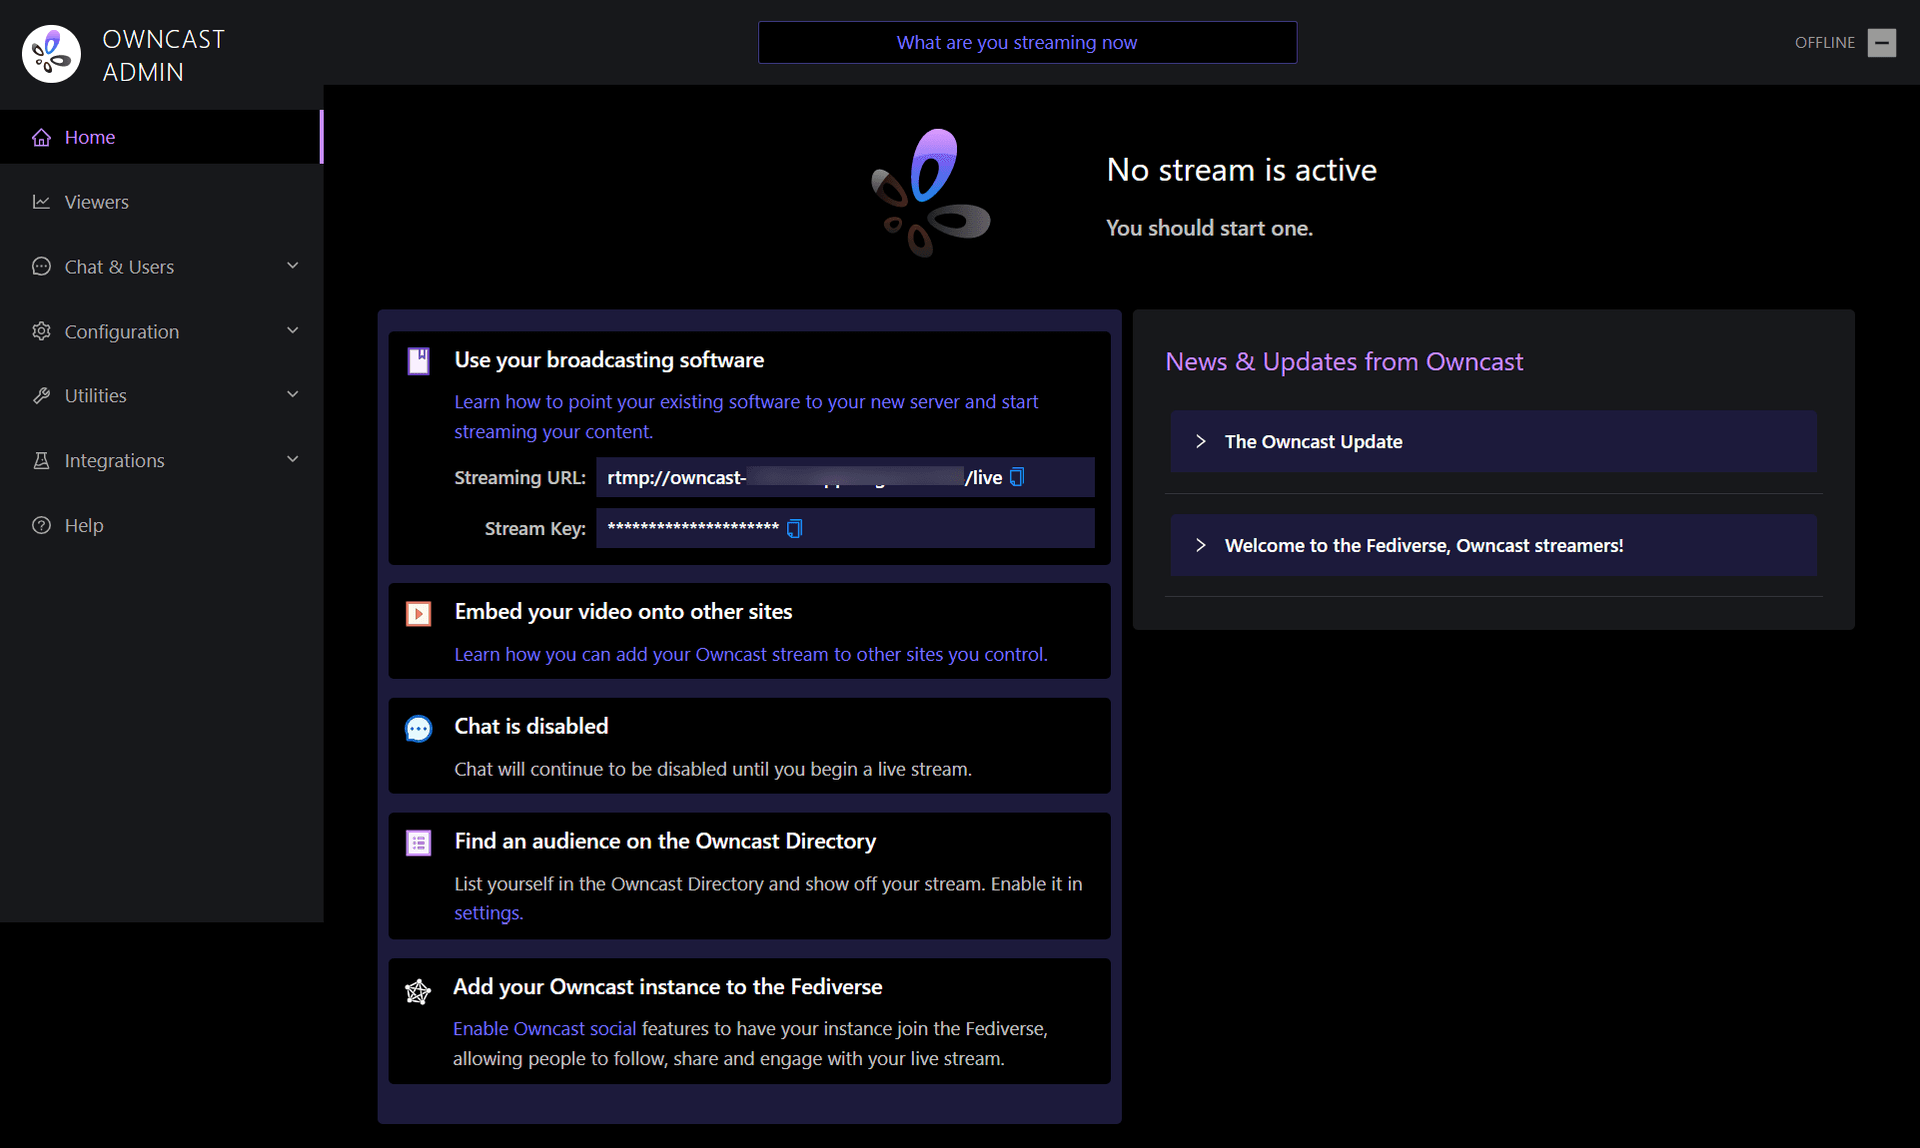 OWNCAST
ADMIN
What are you streaming now
OFFLINE
Home
Viewers
Chat & Users
Configuration
Utilities
Integrations
Help
No stream is active
You should start one.
Use your broadcasting software
Learn how to point your existing software to your new server and start
streaming your content.
Streaming URL: rtmp://owncast- /live
Stream Key: *********************
Embed your video onto other sites
Learn how you can add your Owncast stream to other sites you control.
Chat is disabled
Chat will continue to be disabled until you begin a live stream.
Find an audience on the Owncast Directory
List yourself in the Owncast Directory and show off your stream. Enable it in
settings.
Add your Owncast instance to the Fediverse
Enable Owncast social features to have your instance join the Fediverse,
allowing people to follow, share and engage with your live stream.
News & Updates from Owncast
The Owncast Update
Welcome to the Fediverse, Owncast streamers!